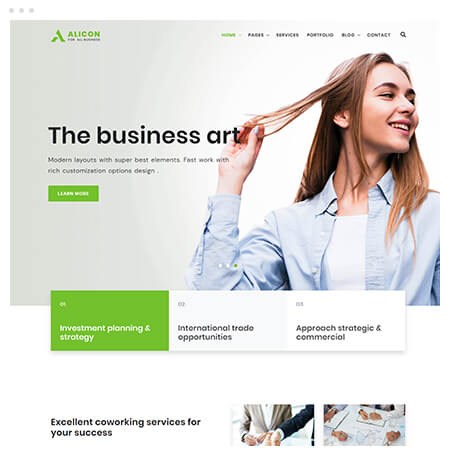 ALICON
FOR ALL BUSINESS
HOME PAGES SERVICES PORTFOLIO BLOG CONTACT
The business art
Modern layouts with super best elements. Fast work with
rich customization options design .
LEARN MORE
01.
Investment planning &
strategy
02.
International trade
opportunities
03.
Approach strategic &
commercial
Excellent coworking services for
your success